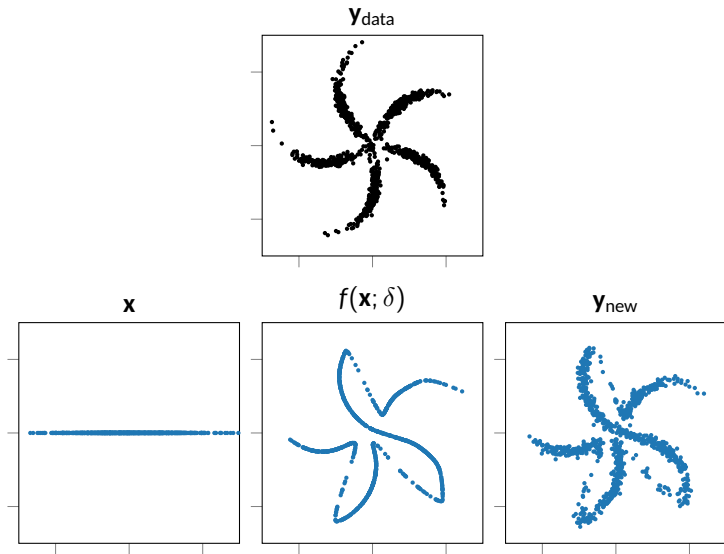 y_data
x
f(x; δ)
y_new